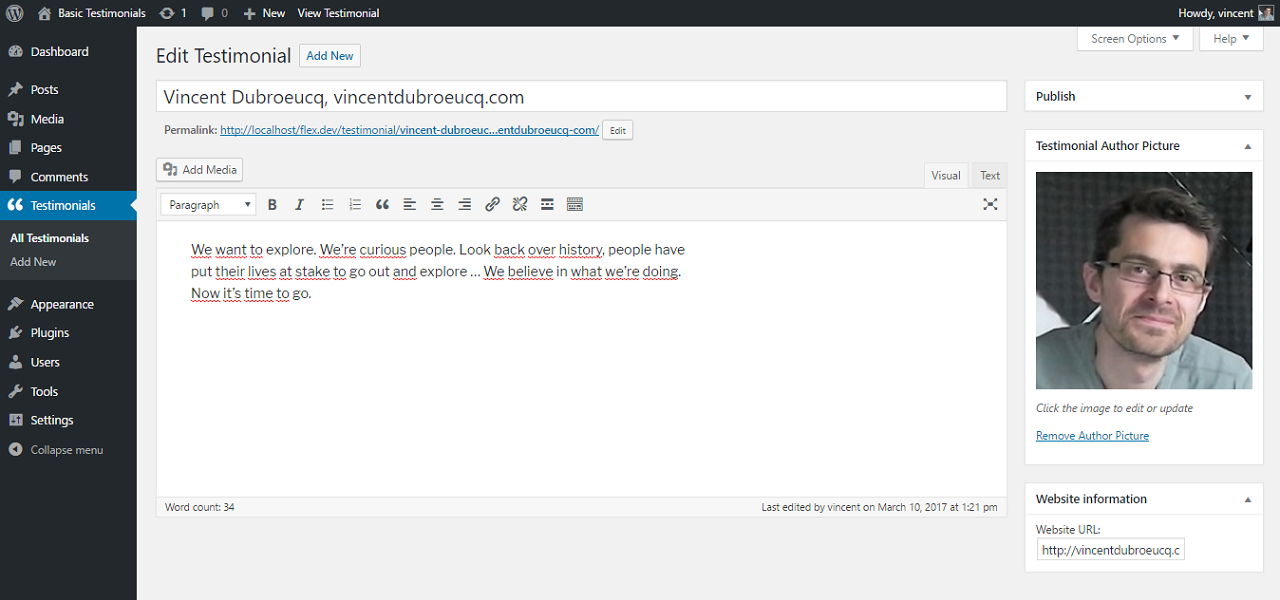 Basic Testimonials 1 0 New View Testimonial Howdy, vincent
Screen Options Help
Dashboard
Posts
Media
Pages
Comments
Testimonials
All Testimonials
Add New
Appearance
Plugins
Users
Tools
Settings
Collapse menu
Edit Testimonial Add New
Vincent Dubroeucq, vincentdubroeucq.com
Permalink: http://localhost/flex.dev/testimonial/vincent-dubroeuc...entdubroeucq-com/ Edit
Add Media
Visual Text
Paragraph B I
We want to explore. We're curious people. Look back over history, people have
put their lives at stake to go out and explore ... We believe in what we're doing.
Now it's time to go.
Word count: 34 Last edited by vincent on March 10, 2017 at 1:21 pm
Publish
Testimonial Author Picture
Click the image to edit or update
Remove Author Picture
Website information
Website URL:
http://vincentdubroeucq.c